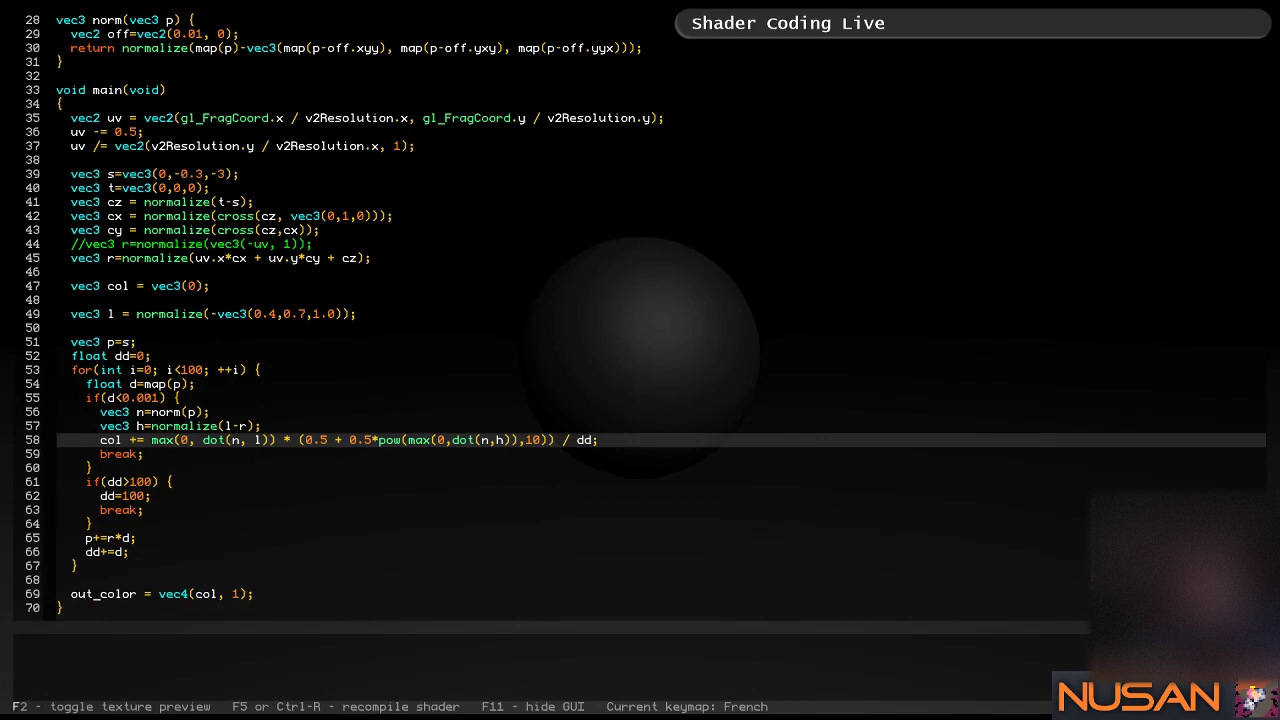 Shader Coding Live
28 vec3 norm(vec3 p) {
29 vec2 off=vec2(0.01, 0);
30 return normalize(map(p)-vec3(map(p-off.xyy), map(p-off.yxy), map(p-off.yyx)));
31 }
32
33 void main(void)
34 {
35 vec2 uv = vec2(gl_FragCoord.x / v2Resolution.x, gl_FragCoord.y / v2Resolution.y);
36 uv -= 0.5;
37 uv /= vec2(v2Resolution.y / v2Resolution.x, 1);
38
39 vec3 s=vec3(0,-0.3,-3);
40 vec3 t=vec3(0,0,0);
41 vec3 cz = normalize(t-s);
42 vec3 cx = normalize(cross(cz, vec3(0,1,0)));
43 vec3 cy = normalize(cross(cz,cx));
44 //vec3 r=normalize(vec3(-uv, 1));
45 vec3 r=normalize(uv.x*cx + uv.y*cy + cz);
46
47 vec3 col = vec3(0);
48
49 vec3 l = normalize(-vec3(0.4,0.7,1.0));
50
51 vec3 p=s;
52 float dd=0;
53 for(int i=0; i<100; ++i) {
54 float d=map(p);
55 if(d<0.001) {
56 vec3 n=norm(p);
57 vec3 h=normalize(l-r);
58 col += max(0, dot(n, l)) * (0.5 + 0.5*pow(max(0,dot(n,h)),10)) / dd;
59 break;
60 }
61 if(dd>100) {
62 dd=100;
63 break;
64 }
65 p+=r*d;
66 dd+=d;
67 }
68
69 out_color = vec4(col, 1);
70 }
F2 - toggle texture preview F5 or Ctrl-R - recompile shader F11 - hide GUI Current keymap: French
NUSAN